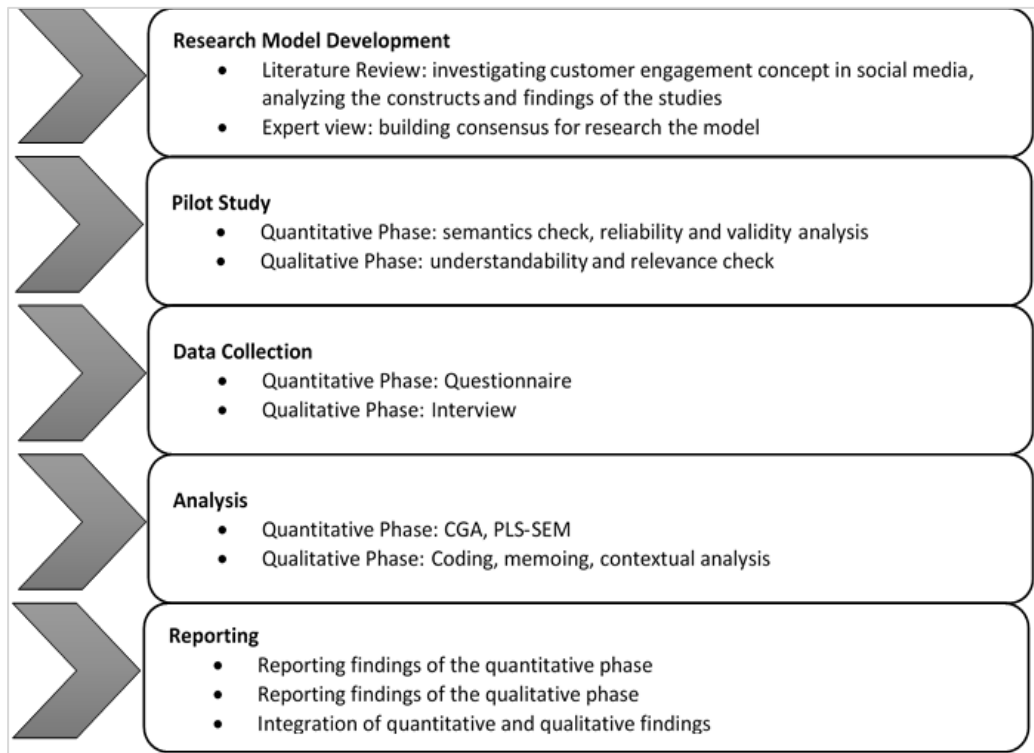 Research Model Development
• Literature Review: investigating customer engagement concept in social media,
analyzing the constructs and findings of the studies
• Expert view: building consensus for research the model
Pilot Study
• Quantitative Phase: semantics check, reliability and validity analysis
• Qualitative Phase: understandability and relevance check
Data Collection
• Quantitative Phase: Questionnaire
• Qualitative Phase: Interview
Analysis
• Quantitative Phase: CGA, PLS-SEM
• Qualitative Phase: Coding, memoing, contextual analysis
Reporting
• Reporting findings of the quantitative phase
• Reporting findings of the qualitative phase
• Integration of quantitative and qualitative findings